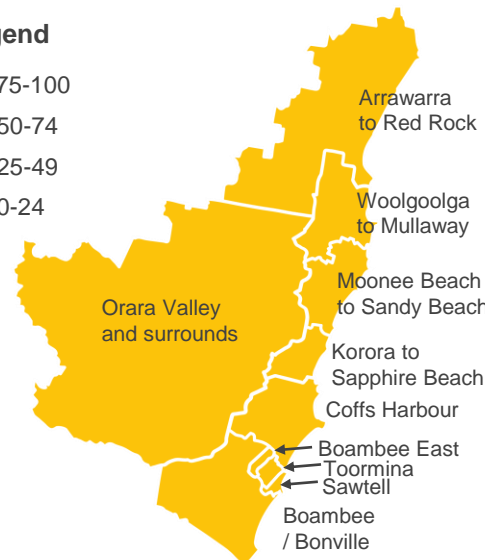 gend
75-100
50-74
25-49
0-24
Arrawarra
to Red Rock
Woolgoolga
to Mullaway
Moonee Beach
to Sandy Beach
Orara Valley
and surrounds
Korora to
Sapphire Beach
Coffs Harbour
Boambee East
Toormina
Sawtell
Boambee
/ Bonville